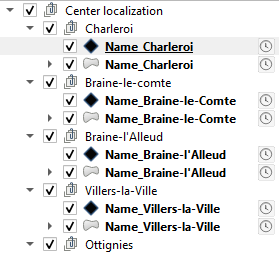 Center localization
Charleroi
Name_Charleroi
Name_Charleroi
Braine-le-comte
Name_Braine-le-Comte
Name_Braine-le-Comte
Braine-l'Alleud
Name_Braine-l'Alleud
Name_Braine-l'Alleud
Villers-la-Ville
Name_Villers-la-Ville
Name_Villers-la-Ville
Ottignies